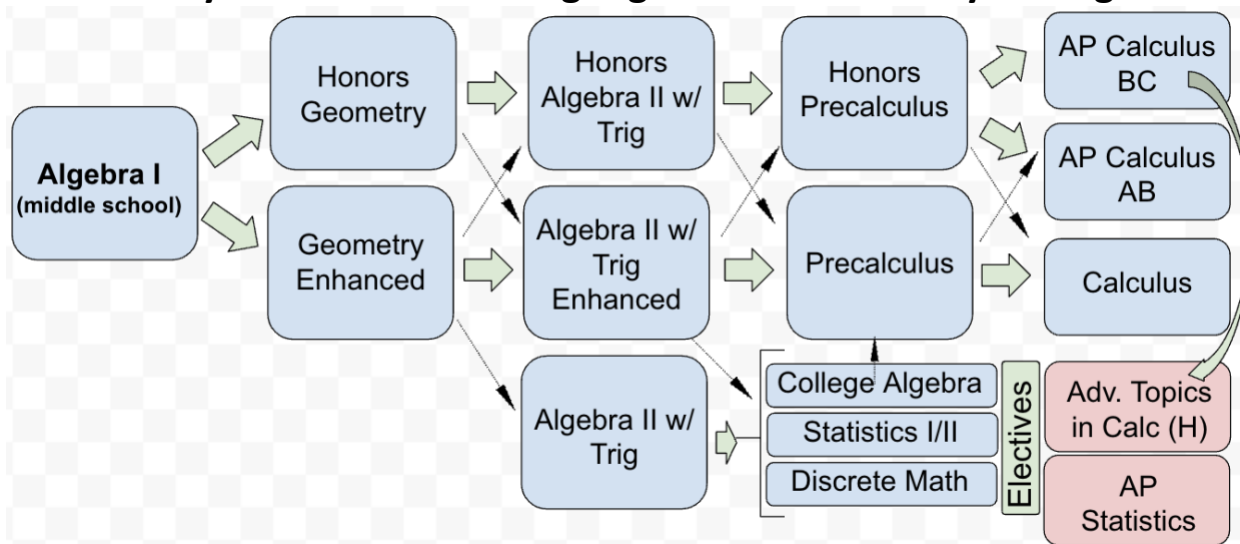 Algebra I
(middle school)
Honors
Geometry
Geometry
Enhanced
Honors
Algebra II w/
Trig
Algebra II w/
Trig
Enhanced
Algebra II w/
Trig
Honors
Precalculus
Precalculus
College Algebra
Statistics I/II
Discrete Math
Electives
AP Calculus
BC
AP Calculus
AB
Calculus
Adv. Topics
in Calc (H)
AP
Statistics